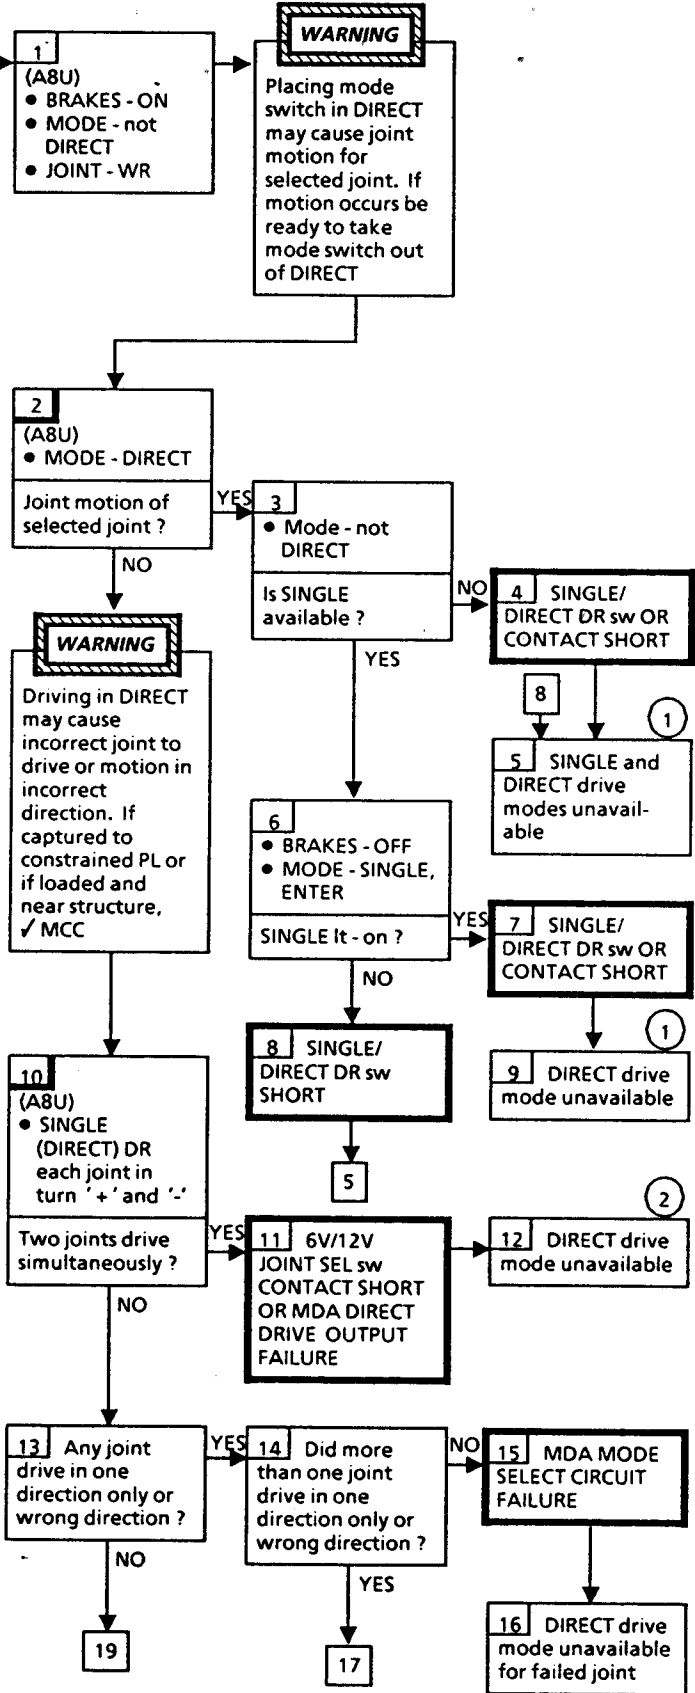 1
(A8U)
● BRAKES - ON
● MODE - not
DIRECT
● JOINT - WR
WARNING
Placing mode
switch in DIRECT
may cause joint
motion for
selected joint. If
motion occurs be
ready to take
mode switch out
of DIRECT
2
(A8U)
● MODE - DIRECT
Joint motion of
selected joint ?
YES
NO
3
● Mode - not
DIRECT
Is SINGLE
available ?
NO
YES
4 SINGLE/
DIRECT DR sw OR
CONTACT SHORT
8
1
5 SINGLE and
DIRECT drive
modes unavail-
able
WARNING
Driving in DIRECT
may cause
incorrect joint to
drive or motion in
incorrect
direction. If
captured to
constrained PL or
if loaded and
near structure,
✓ MCC
6
● BRAKES - OFF
● MODE - SINGLE,
ENTER
SINGLE lt - on ?
YES
NO
7 SINGLE/
DIRECT DR sw OR
CONTACT SHORT
8 SINGLE/
DIRECT DR sw
SHORT
1
9 DIRECT drive
mode unavailable
5
10
(A8U)
● SINGLE
(DIRECT) DR
each joint in
turn '+' and '-'
Two joints drive
simultaneously ?
YES
NO
11 6V/12V
JOINT SEL sw
CONTACT SHORT
OR MDA DIRECT
DRIVE OUTPUT
FAILURE
2
12 DIRECT drive
mode unavailable
13 Any joint
drive in one
direction only or
wrong direction ?
YES
NO
19
14 Did more
than one joint
drive in one
direction only or
wrong direction ?
NO
YES
17
15 MDA MODE
SELECT CIRCUIT
FAILURE
16 DIRECT drive
mode unavailable
for failed joint